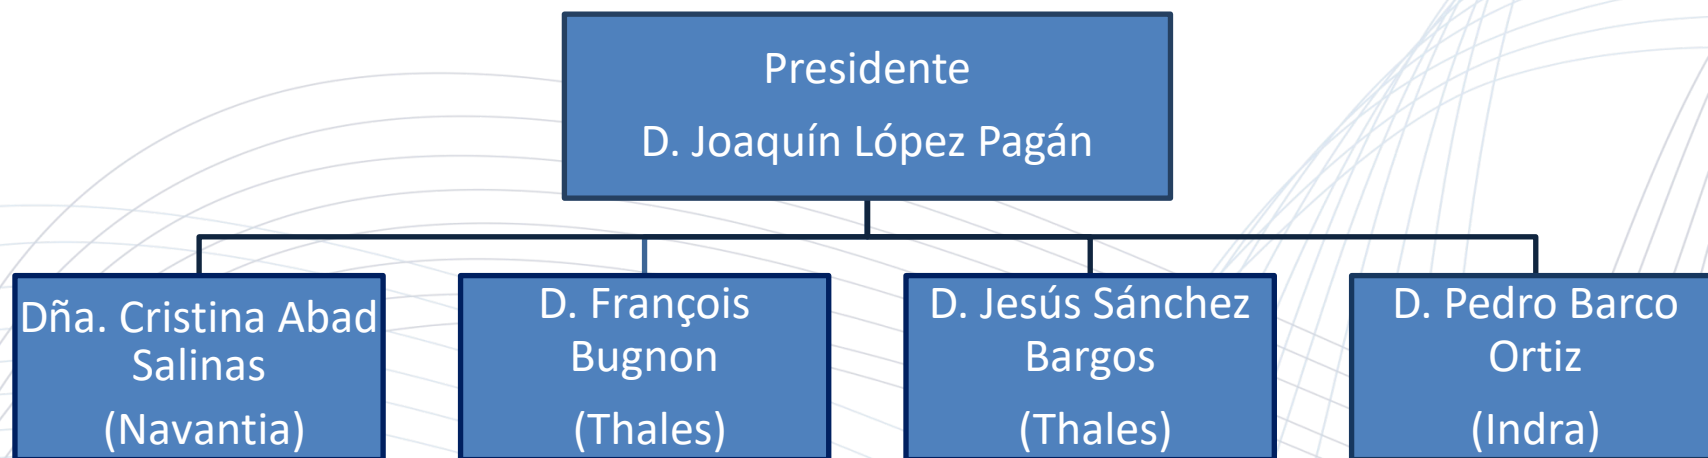 Presidente
D. Joaquín López Pagán
Dña. Cristina Abad
Salinas
(Navantia)
D. François
Bugnon
(Thales)
D. Jesús Sánchez
Bargos
(Thales)
D. Pedro Barco
Ortiz
(Indra)